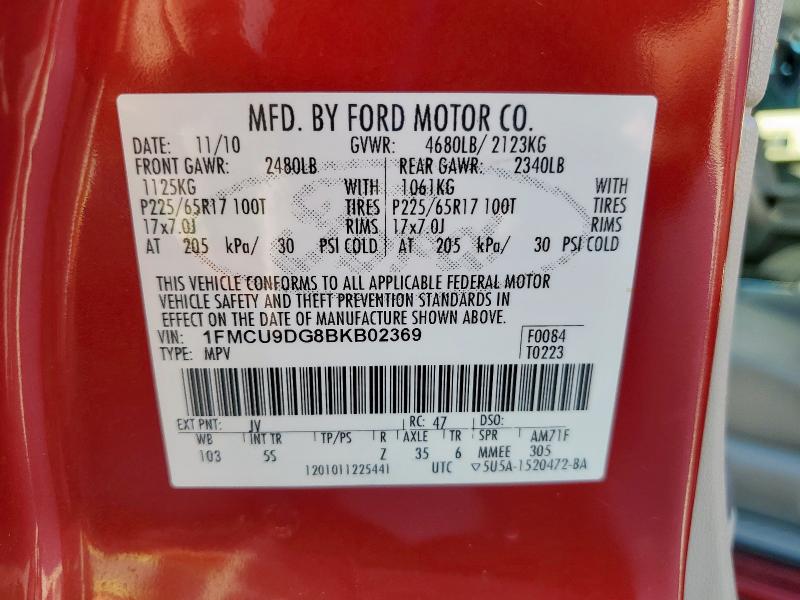 MFD. BY FORD MOTOR CO.
DATE: 11/10 GVWR: 4680LB/ 2123KG
FRONT GAWR: 2480LB REAR GAWR: 2340LB
1125KG WITH 1061KG WITH
P225/65R17 100T TIRES P225/65R17 100T TIRES
17x7.0J RIMS 17x7.0J RIMS
AT 205 kPa/ 30 PSI COLD AT 205 kPa/ 30 PSI COLD
THIS VEHICLE CONFORMS TO ALL APPLICABLE FEDERAL MOTOR
VEHICLE SAFETY AND THEFT PREVENTION STANDARDS IN
EFFECT ON THE DATE OF MANUFACTURE SHOWN ABOVE.
VIN: 1FMCU9DG8BKB02369 F0084
TYPE: MPV T0223
EXT PNT: JV RC: 47 DSO:
WB INT TR TP/PS R AXLE TR SPR AM71F
103 5S Z 35 6 MMEE 305
1201011225441 UTC ▽5U5A-1520472-BA